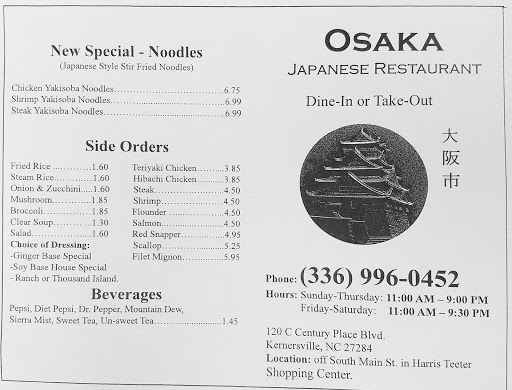 New Special - Noodles
(Japanese Style Stir Fried Noodles)
Chicken Yakisoba Noodles……………………………..6.75
Shrimp Yakisoba Noodles……………………………..6.99
Steak Yakisoba Noodles………………………………..6.99
Side Orders
Fried Rice ……………1.60
Steam Rice…………1.60
Onion & Zucchini…..1.60
Mushroom…………1.85
Broccoli……………1.85
Clear Soup…………1.30
Salad………………..1.60
Choice of Dressing:
-Ginger Base Special
-Soy Base House Special
- Ranch or Thousand Island.
Teriyaki Chicken………3.85
Hibachi Chicken………3.85
Steak……………………4.50
Shrimp…………………4.50
Flounder ………………4.50
Salmon…………………4.50
Red Snapper……………4.95
Scallop…………………5.25
Filet Mignon……………5.95
Beverages
Pepsi, Diet Pepsi, Dr. Pepper, Mountain Dew,
Sierra Mist, Sweet Tea, Un-sweet Tea…………………..1.45
OSAKA
JAPANESE RESTAURANT
Dine-In or Take-Out
大阪市
Phone: (336) 996-0452
Hours: Sunday-Thursday: 11:00 AM – 9:00 PM
Friday-Saturday: 11:00 AM – 9:30 PM
120 C Century Place Blvd.
Kernersville, NC 27284
Location: off South Main St. in Harris Teeter
Shopping Center.